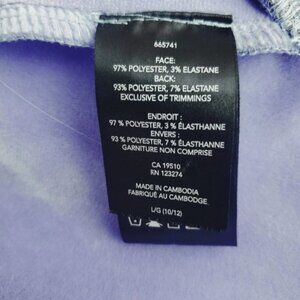 665741
FACE:
97% POLYESTER, 3% ELASTANE
BACK:
93% POLYESTER, 7% ELASTANE
EXCLUSIVE OF TRIMMINGS
ENDROIT :
97 % POLYESTER, 3 % ÉLASTHANNE
ENVERS :
93 % POLYESTER, 7 % ÉLASTHANNE
GARNITURE NON COMPRISE
CA 19510
RN 123274
MADE IN CAMBODIA
FABRIQUÉ AU CAMBODGE
L/G (10/12)